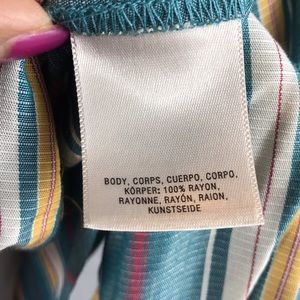 BODY, CORPS, CUERPO, CORPO,
KÖRPER: 100% RAYON,
RAYONNE, RAYÓN, RAION,
KUNSTSEIDE